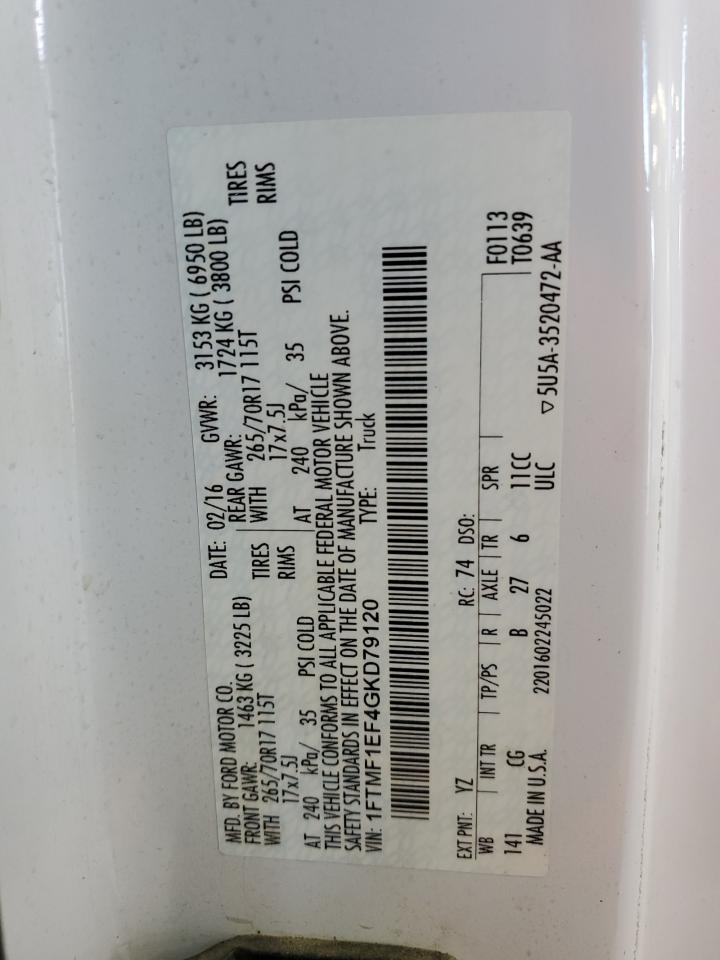 MFD. BY FORD MOTOR CO. DATE: 02/16 GVWR: 3153 KG ( 6950 LB)
FRONT GAWR: 1463 KG ( 3225 LB) REAR GAWR: 1724 KG ( 3800 LB)
WITH 265/70R17 115T TIRES WITH 265/70R17 115T TIRES
17x7.5J RIMS 17x7.5J RIMS
AT 240 kPa/ 35 PSI COLD AT 240 kPa/ 35 PSI COLD
THIS VEHICLE CONFORMS TO ALL APPLICABLE FEDERAL MOTOR VEHICLE
SAFETY STANDARDS IN EFFECT ON THE DATE OF MANUFACTURE SHOWN ABOVE.
VIN: 1FTMF1EF4GKD79120 TYPE: Truck
EXT PNT: YZ RC: 74 DSO:
WB INT TR TP/PS R AXLE TR SPR F0113
141 CG B 27 6 11CC T0639
MADE IN U.S.A. 2201602245022 ULC ▽ 5U5A-3520472-AA